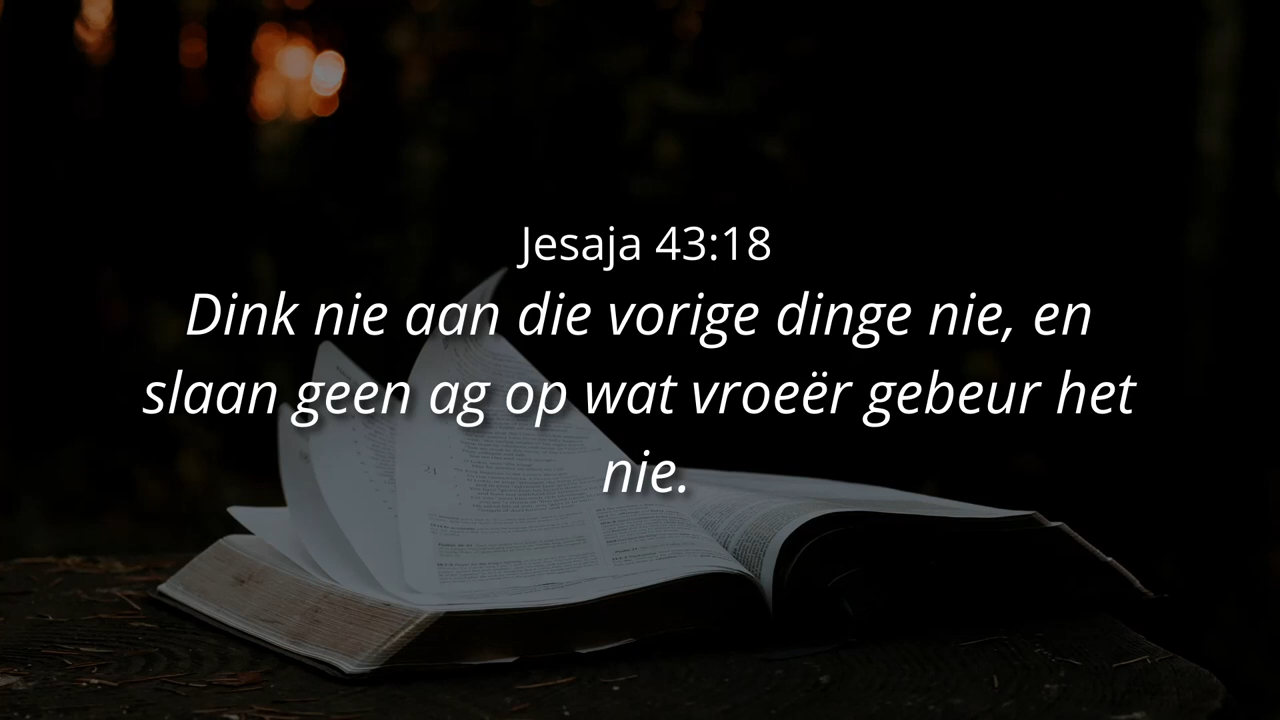 Jesaja 43:18
Dink nie aan die vorige dinge nie, en
slaan geen ag op wat vroeër gebeur het
nie.